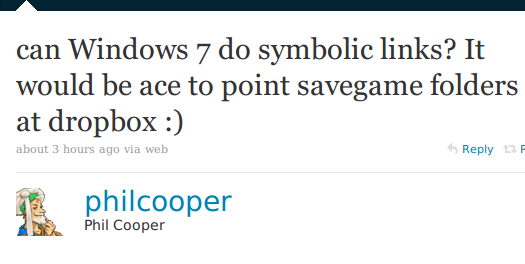 can Windows 7 do symbolic links? It
would be ace to point savegame folders
at dropbox :)
about 3 hours ago via web
Reply
philcooper
Phil Cooper